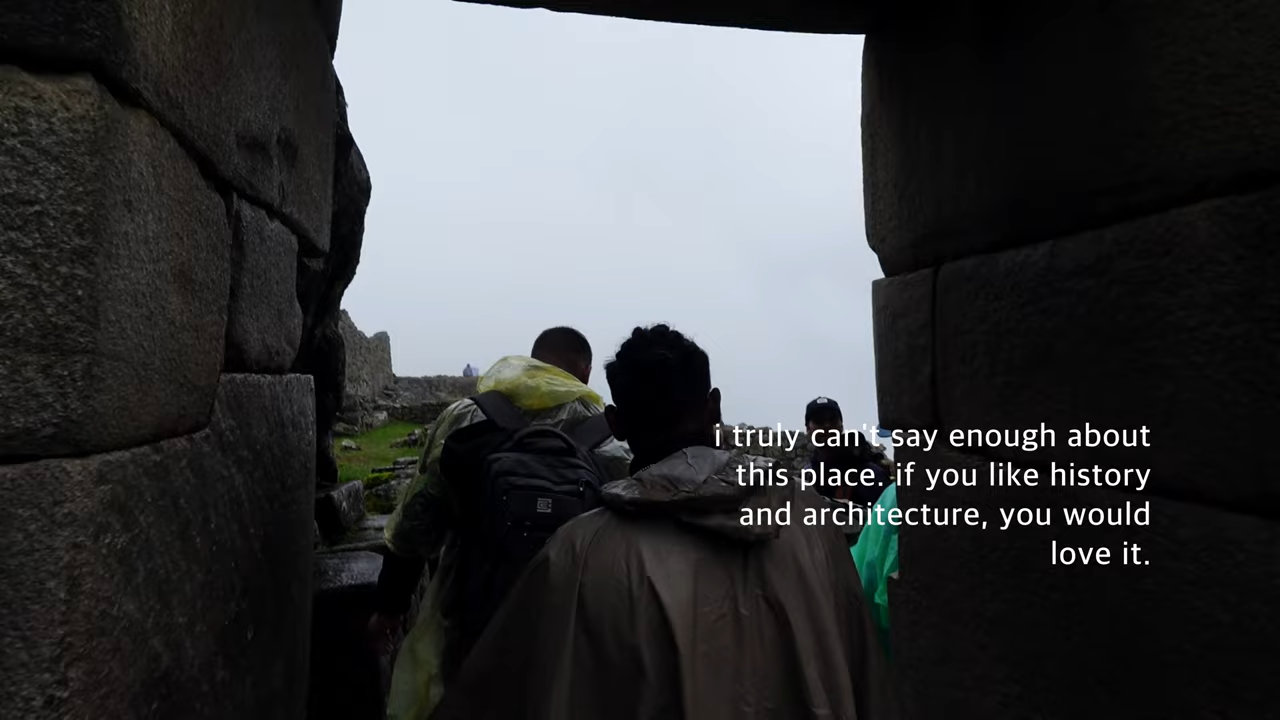 i truly can't say enough about
this place. if you like history
and architecture, you would
love it.